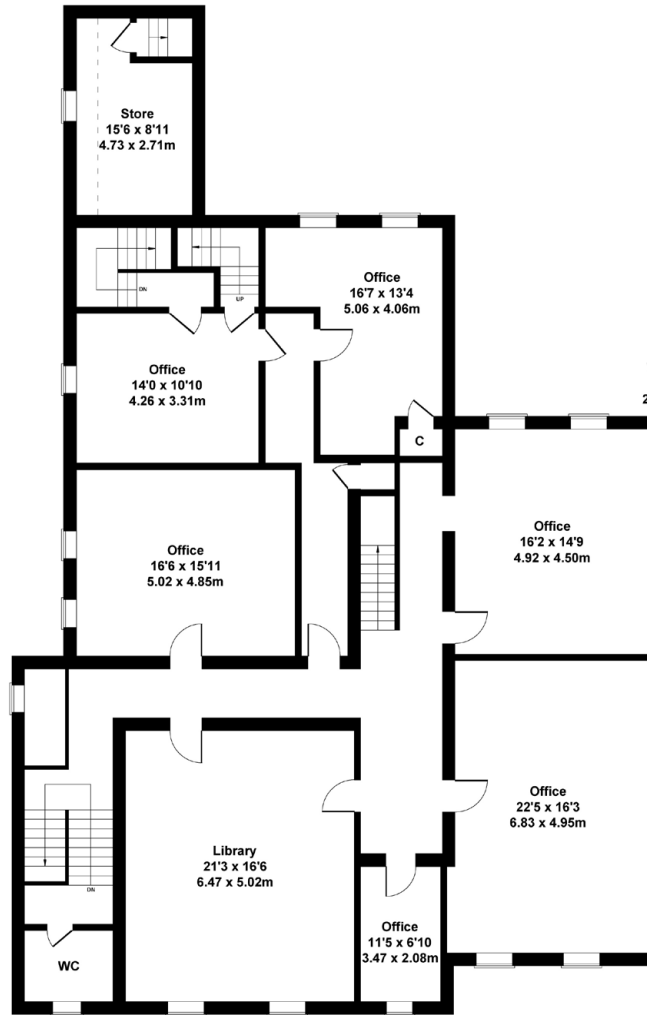 Store
15'6 x 8'11
4.73 x 2.71m
DN
UP
Office
16'7 x 13'4
5.06 x 4.06m
Office
14'0 x 10'10
4.26 x 3.31m
2
C
Office
16'2 x 14'9
4.92 x 4.50m
Office
16'6 x 15'11
5.02 x 4.85m
Office
22'5 x 16'3
6.83 x 4.95m
Library
21'3 x 16'6
6.47 x 5.02m
DN
Office
11'5 x 6'10
3.47 x 2.08m
WC